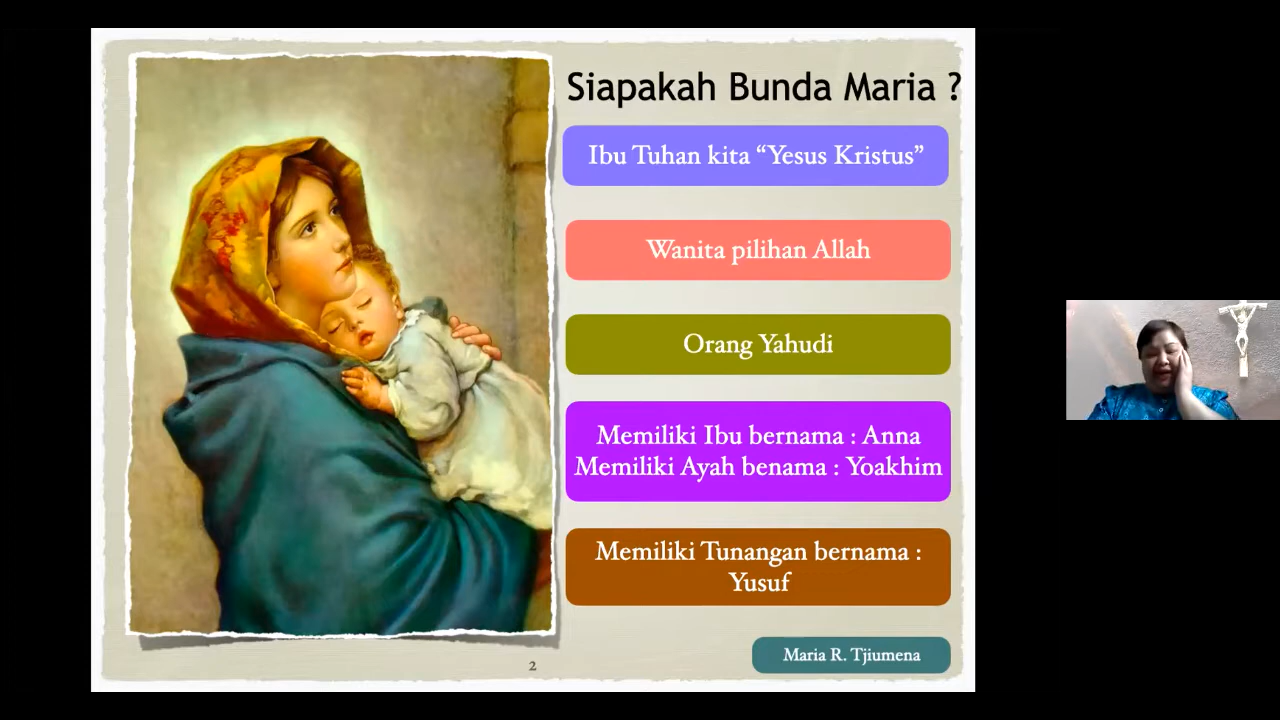 Siapakah Bunda Maria ?
Ibu Tuhan kita “Yesus Kristus”
Wanita pilihan Allah
Orang Yahudi
Memiliki Ibu bernama : Anna
Memiliki Ayah benama : Yoakhim
Memiliki Tunangan bernama :
Yusuf
Maria R. Tjiumena
2